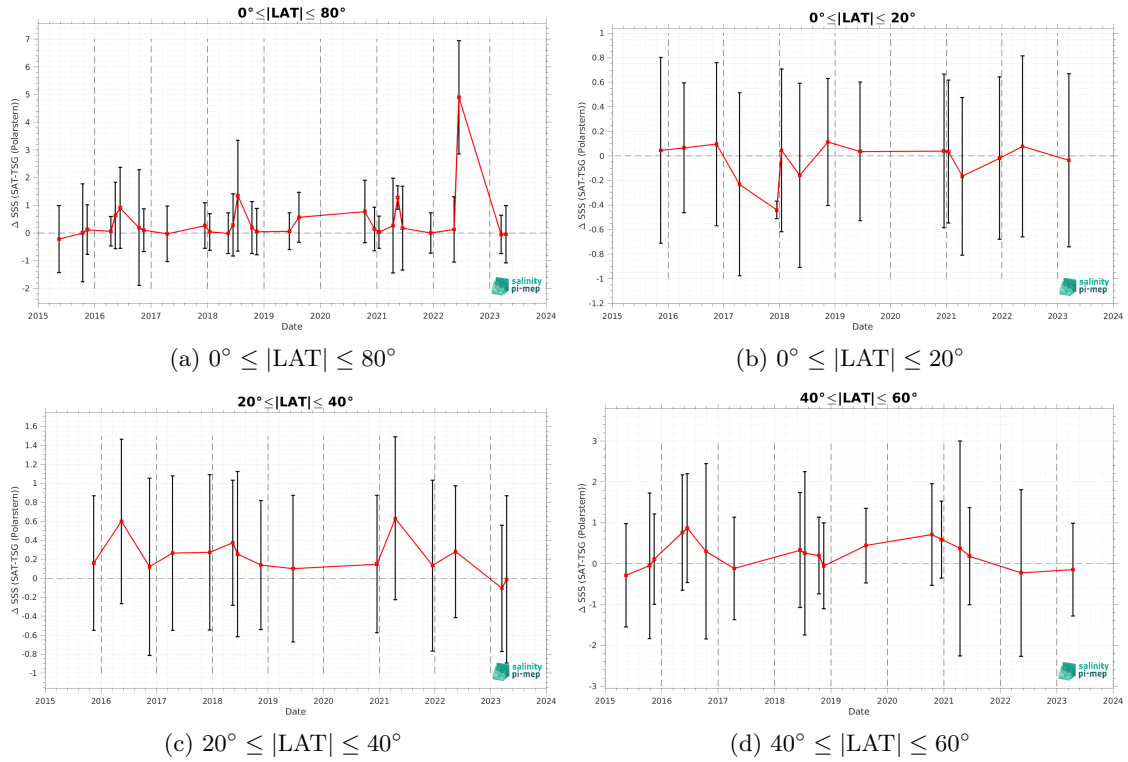 0°≤|LAT|≤ 80°
Δ SSS (SAT-TSG (Polarstern))
7
6
5
4
3
2
1
0
-1
-2
2015 2016 2017 2018 2019 2020 2021 2022 2023 2024
Date
salinity
pi-mep
(a) 0° ≤ |LAT| ≤ 80°
0°≤|LAT|≤ 20°
Δ SSS (SAT-TSG (Polarstern))
1
0.8
0.6
0.4
0.2
0
-0.2
-0.4
-0.6
-0.8
-1
-1.2
2015 2016 2017 2018 2019 2020 2021 2022 2023 2024
Date
salinity
pi-mep
(b) 0° ≤ |LAT| ≤ 20°
20°≤|LAT|≤ 40°
Δ SSS (SAT-TSG (Polarstern))
1.6
1.4
1.2
1
0.8
0.6
0.4
0.2
0
-0.2
-0.4
-0.6
-0.8
-1
2015 2016 2017 2018 2019 2020 2021 2022 2023 2024
Date
salinity
pi-mep
(c) 20° ≤ |LAT| ≤ 40°
40°≤|LAT|≤ 60°
Δ SSS (SAT-TSG (Polarstern))
3
2
1
0
-1
-2
-3
2015 2016 2017 2018 2019 2020 2021 2022 2023 2024
Date
salinity
pi-mep
(d) 40° ≤ |LAT| ≤ 60°